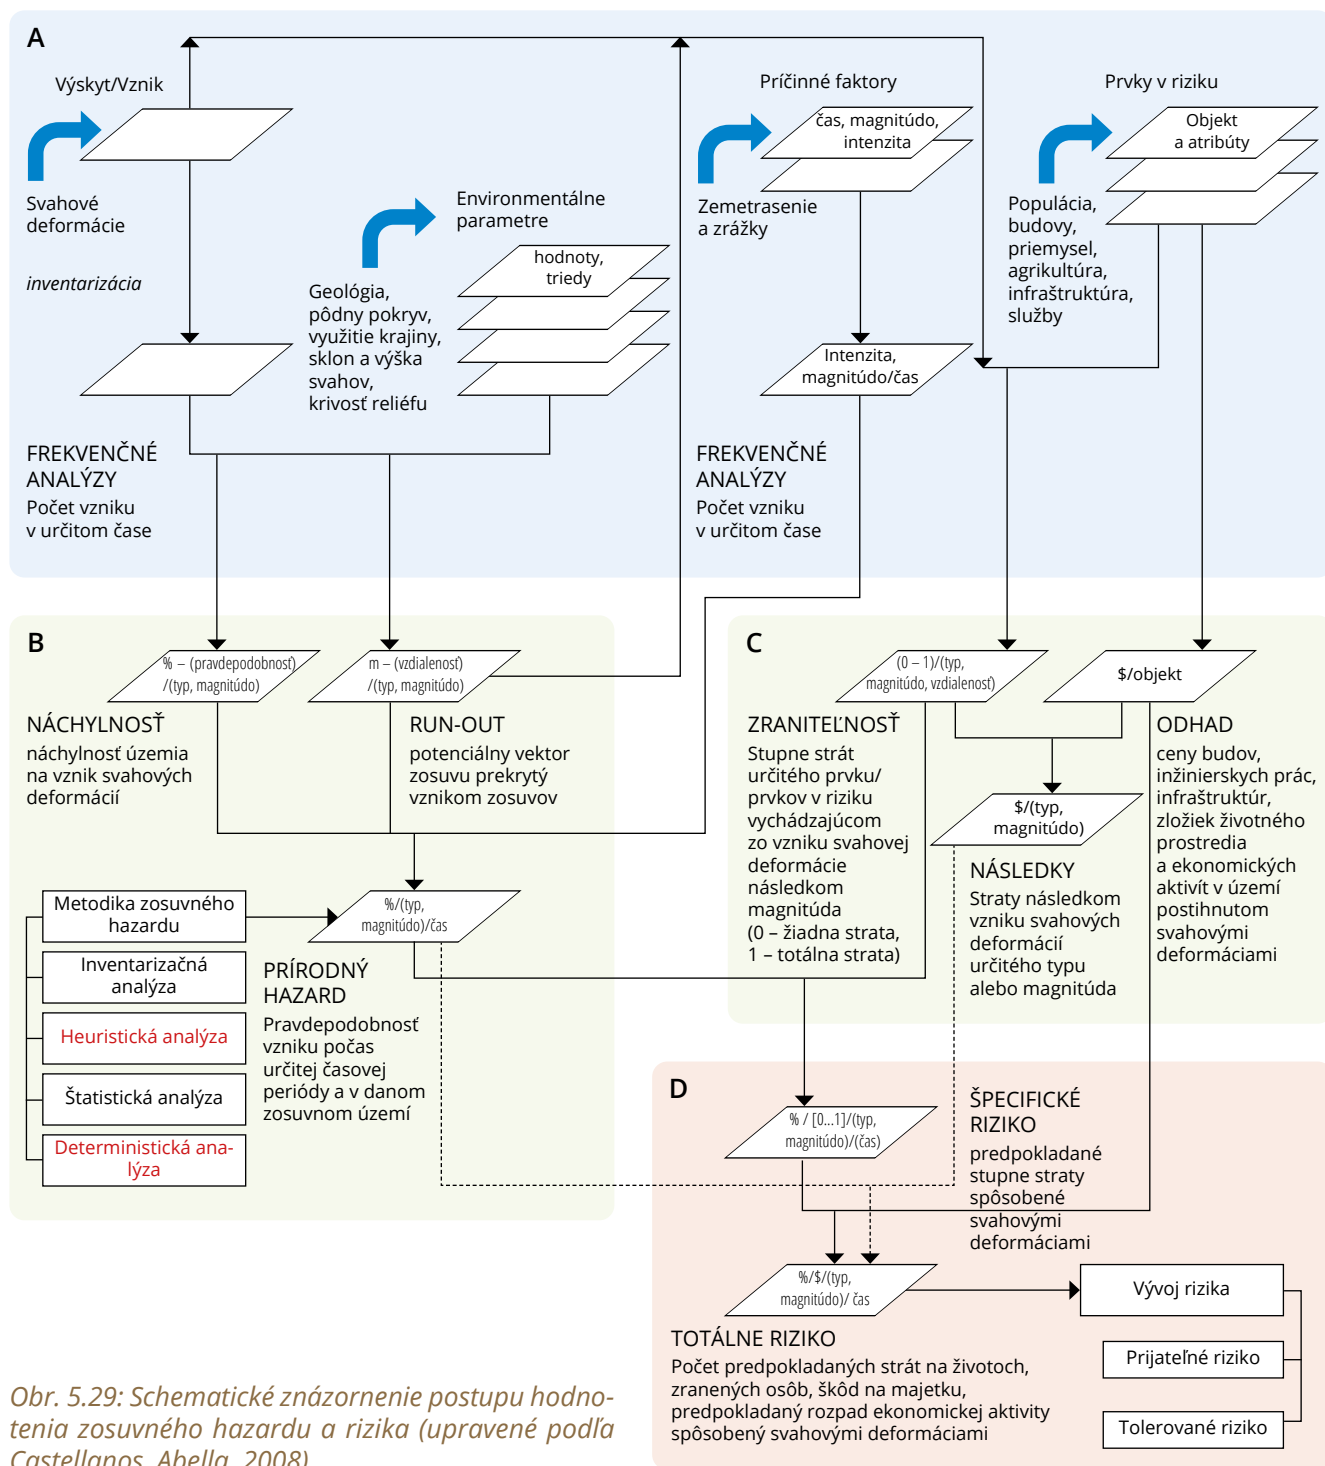 A
Výskyt/Vznik
Svahové
deformácie
inventarizácia
FREKVENČNÉ
ANALÝZY
Počet vzniku
v určitom čase
Geológia,
pôdny pokryv,
využitie krajiny,
sklon a výška
svahov,
krivosť reliéfu
Environmentálne
parametre
hodnoty,
triedy
Príčinné faktory
čas, magnitúdo,
intenzita
Zemetrasenie
a zrážky
Intenzita,
magnitúdo/čas
FREKVENČNÉ
ANALÝZY
Počet vzniku
v určitom čase
Prvky v riziku
Objekt
a atribúty
Populácia,
budovy,
priemysel,
agrikultúra,
infraštruktúra,
služby
B
% – (pravdepodobnosť)
/(typ, magnitúdo)
NÁCHYLNOSŤ
náchylnosť územia
na vznik svahových
deformácií
m – (vzdialenosť)
/(typ, magnitúdo)
RUN-OUT
potenciálny vektor
zosuvu prekrytý
vznikom zosuvov
Metodika zosuvného
hazardu
Inventarizačná
analýza
Heuristická analýza
Štatistická analýza
Deterministická ana-
lýza
%/(typ,
magnitúdo)/čas
PRÍRODNÝ
HAZARD
Pravdepodobnosť
vzniku počas
určitej časovej
periódy a v danom
zosuvnom území
C
(0 – 1)/(typ,
magnitúdo, vzdialenosť)
ZRANITEĽNOSŤ
Stupne strát
určitého prvku/
prvkov v riziku
vychádzajúcom
zo vzniku svahovej
deformácie
následkom
magnitúda
(0 – žiadna strata,
1 – totálna strata)
$/objekt
ODHAD
ceny budov,
inžinierskych prác,
infraštruktúr,
zložiek životného
prostredia
a ekonomických
aktivít v území
postihnutom
svahovými
deformáciami
$/(typ,
magnitúdo)
NÁSLEDKY
Straty následkom
vzniku svahových
deformácií
určitého typu
alebo magnitúda
D
% / [0...1]/(typ,
magnitúdo)/(čas)
ŠPECIFICKÉ
RIZIKO
predpokladané
stupne straty
spôsobené
svahovými
deformáciami
%/$/(typ,
magnitúdo)/ čas
TOTÁLNE RIZIKO
Počet predpokladaných strát na životoch,
zranených osôb, škôd na majetku,
predpokladaný rozpad ekonomickej aktivity
spôsobený svahovými deformáciami
Vývoj rizika
Prijateľné riziko
Tolerované riziko
Obr. 5.29: Schematické znázornenie postupu hodno-
tenia zosuvného hazardu a rizika (upravené podľa
Castellanos, Abella, 2008)